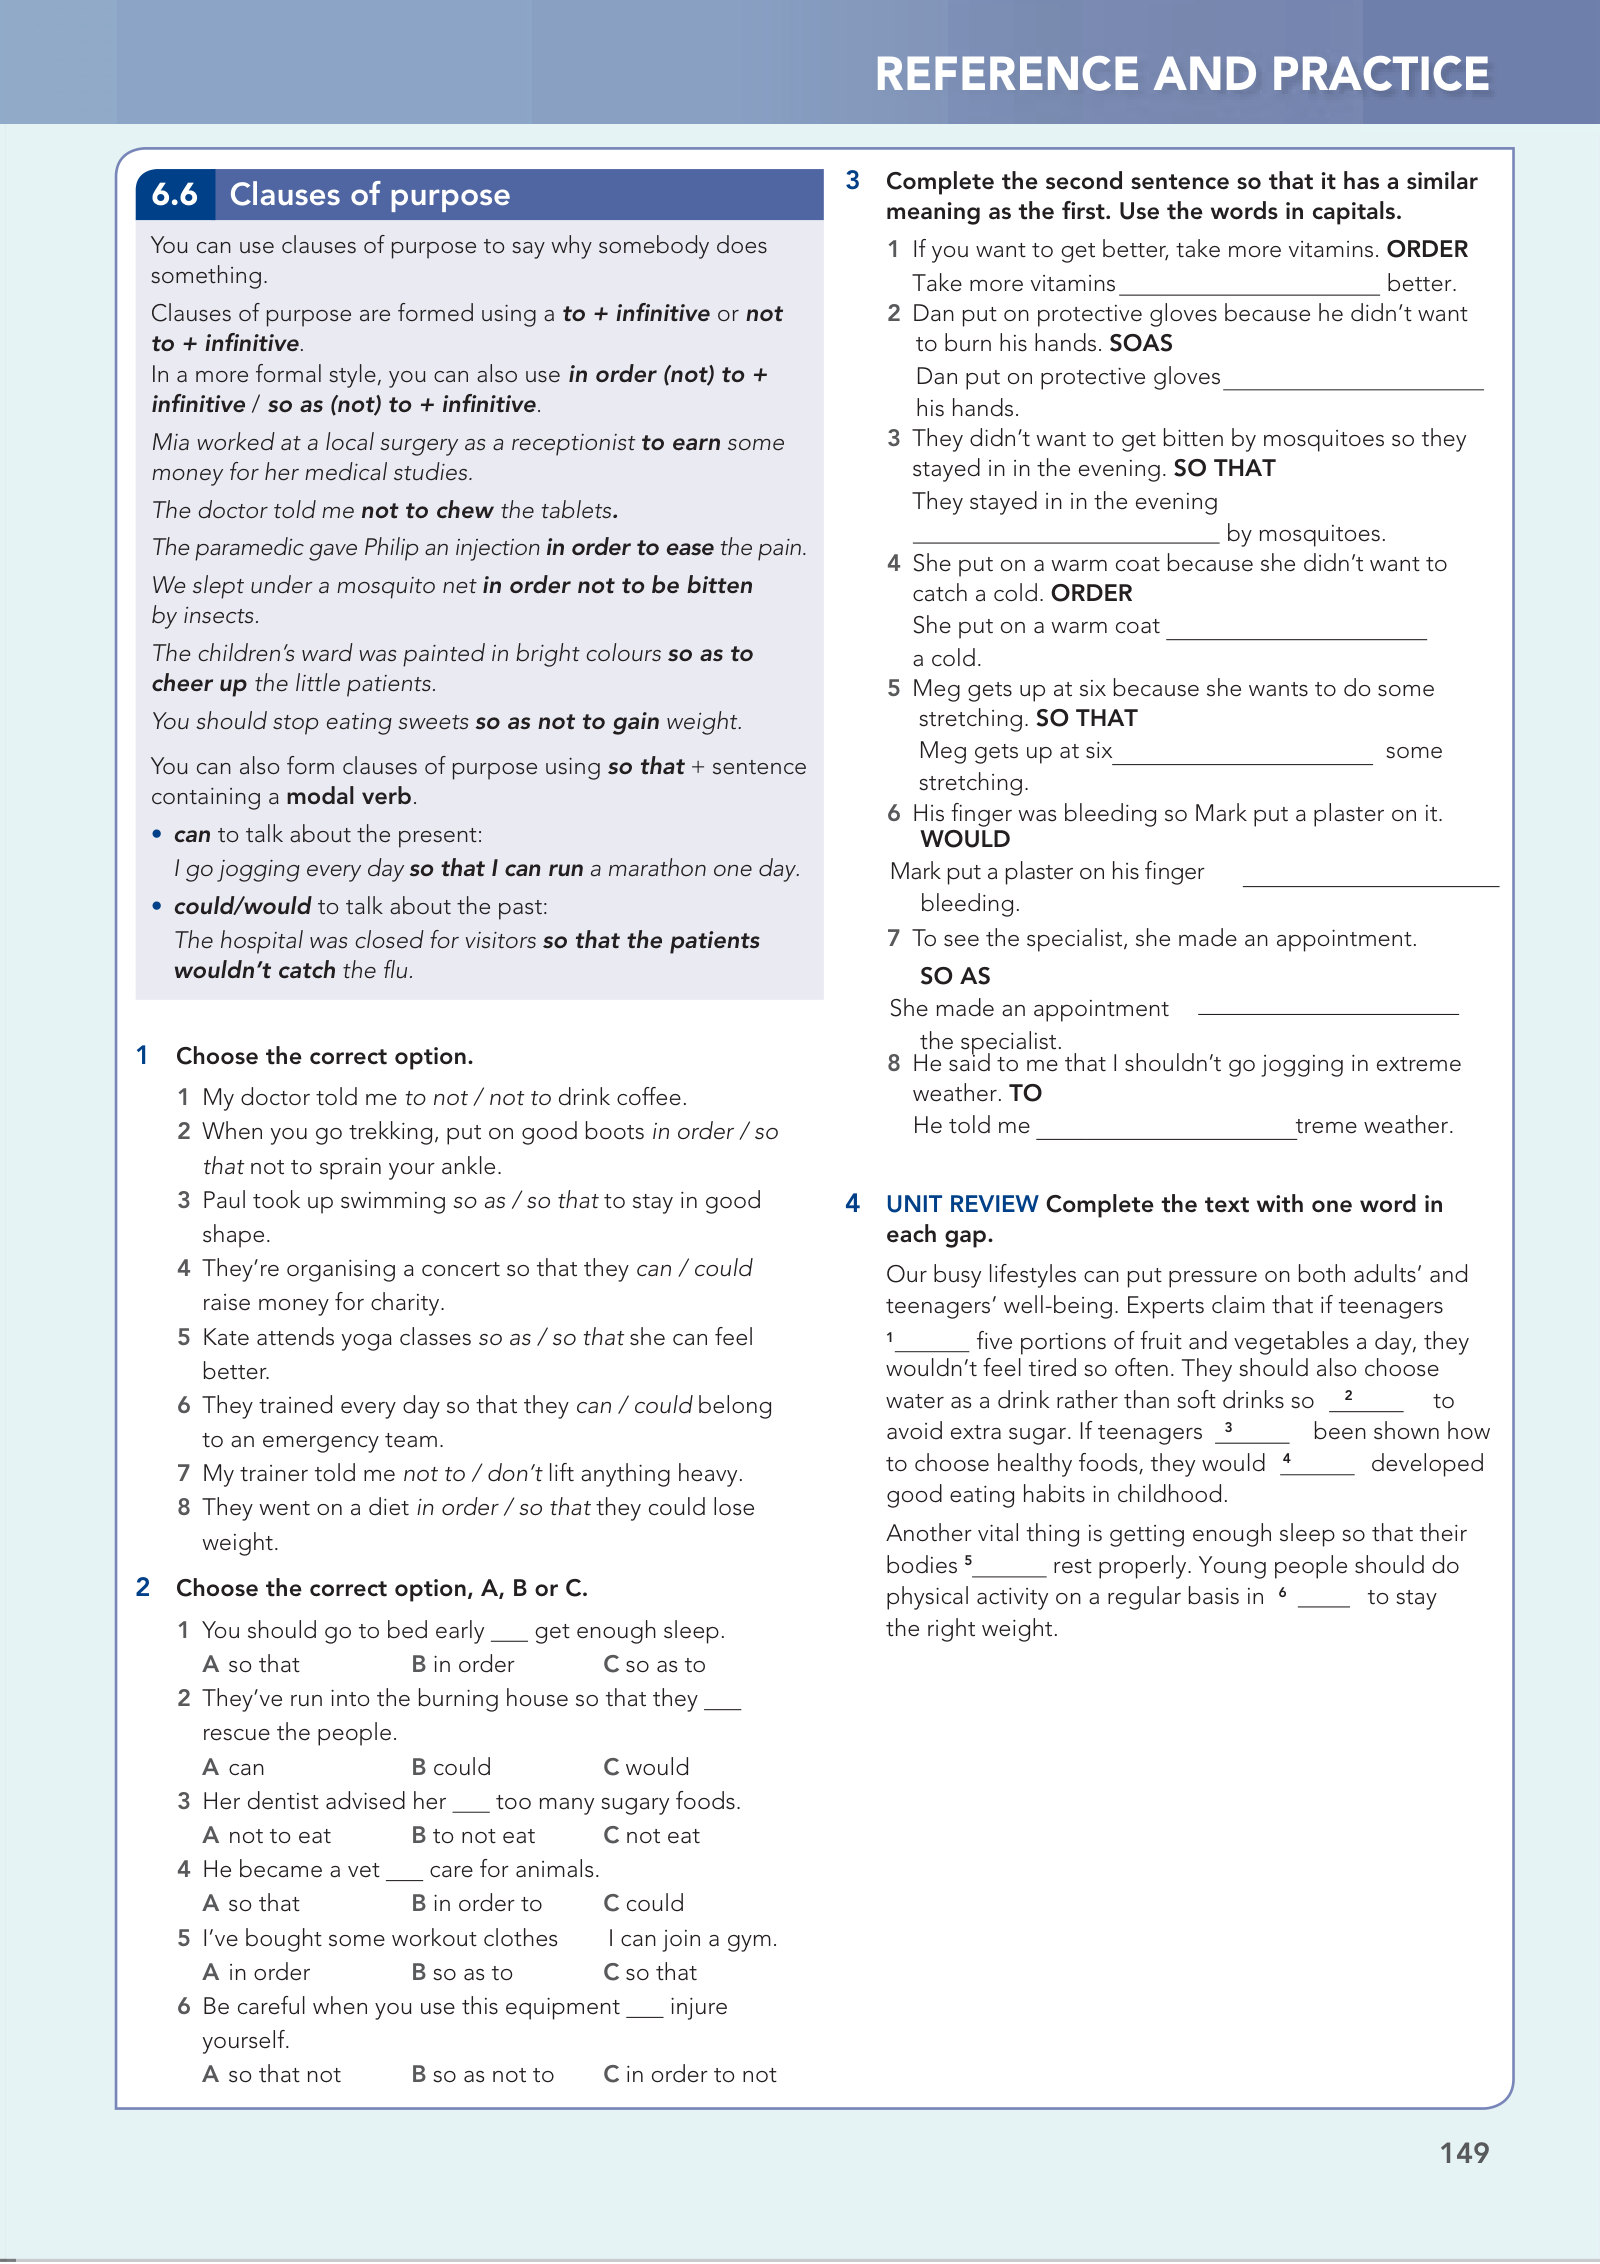 REFERENCE AND PRACTICE
6.6 Clauses of purpose
You can use clauses of purpose to say why somebody does
something.
Clauses of purpose are formed using a to + infinitive or not
to + infinitive.
In a more formal style, you can also use in order (not) to +
infinitive / so as (not) to + infinitive.
Mia worked at a local surgery as a receptionist to earn some
money for her medical studies.
The doctor told me not to chew the tablets.
The paramedic gave Philip an injection in order to ease the pain.
We slept under a mosquito net in order not to be bitten
by insects.
The children's ward was painted in bright colours so as to
cheer up the little patients.
You should stop eating sweets so as not to gain weight.
You can also form clauses of purpose using so that + sentence
containing a modal verb.
• can to talk about the present:
I go jogging every day so that I can run a marathon one day.
• could/would to talk about the past:
The hospital was closed for visitors so that the patients
wouldn't catch the flu.
1 Choose the correct option.
1 My doctor told me to not / not to drink coffee.
2 When you go trekking, put on good boots in order / so
that not to sprain your ankle.
3 Paul took up swimming so as / so that to stay in good
shape.
4 They're organising a concert so that they can / could
raise money for charity.
5 Kate attends yoga classes so as / so that she can feel
better.
6 They trained every day so that they can / could belong
to an emergency team.
7 My trainer told me not to / don't lift anything heavy.
8 They went on a diet in order / so that they could lose
weight.
2 Choose the correct option, A, B or C.
1 You should go to bed early ___ get enough sleep.
A so that B in order C so as to
2 They've run into the burning house so that they ___
rescue the people.
A can B could C would
3 Her dentist advised her ___ too many sugary foods.
A not to eat B to not eat C not eat
4 He became a vet ___ care for animals.
A so that B in order to C could
5 I've bought some workout clothes I can join a gym.
A in order B so as to C so that
6 Be careful when you use this equipment ___ injure
yourself.
A so that not B so as not to C in order to not
3 Complete the second sentence so that it has a similar
meaning as the first. Use the words in capitals.
1 If you want to get better, take more vitamins. ORDER
Take more vitamins ____________________ better.
2 Dan put on protective gloves because he didn't want
to burn his hands. SOAS
Dan put on protective gloves ____________________
his hands.
3 They didn't want to get bitten by mosquitoes so they
stayed in in the evening. SO THAT
They stayed in in the evening
____________________ by mosquitoes.
4 She put on a warm coat because she didn't want to
catch a cold. ORDER
She put on a warm coat ____________________
a cold.
5 Meg gets up at six because she wants to do some
stretching. SO THAT
Meg gets up at six ____________________ some
stretching.
6 His finger was bleeding so Mark put a plaster on it.
WOULD
Mark put a plaster on his finger ____________________
bleeding.
7 To see the specialist, she made an appointment.
SO AS
She made an appointment ____________________
the specialist.
8 He said to me that I shouldn't go jogging in extreme
weather. TO
He told me ____________________treme weather.
4 UNIT REVIEW Complete the text with one word in
each gap.
Our busy lifestyles can put pressure on both adults' and
teenagers' well-being. Experts claim that if teenagers
1______ five portions of fruit and vegetables a day, they
wouldn't feel tired so often. They should also choose
water as a drink rather than soft drinks so 2______ to
avoid extra sugar. If teenagers 3______ been shown how
to choose healthy foods, they would 4______ developed
good eating habits in childhood.
Another vital thing is getting enough sleep so that their
bodies 5______ rest properly. Young people should do
physical activity on a regular basis in 6 ____ to stay
the right weight.
149